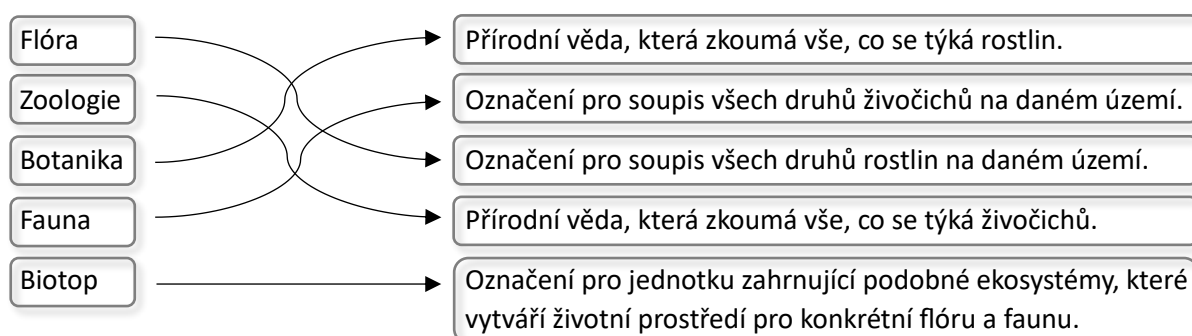 Flóra
Přírodní věda, která zkoumá vše, co se týká rostlin.
Zoologie
Označení pro soupis všech druhů živočichů na daném území.
Botanika
Označení pro soupis všech druhů rostlin na daném území.
Fauna
Přírodní věda, která zkoumá vše, co se týká živočichů.
Biotop
Označení pro jednotku zahrnující podobné ekosystémy, které
vytváří životní prostředí pro konkrétní flóru a faunu.